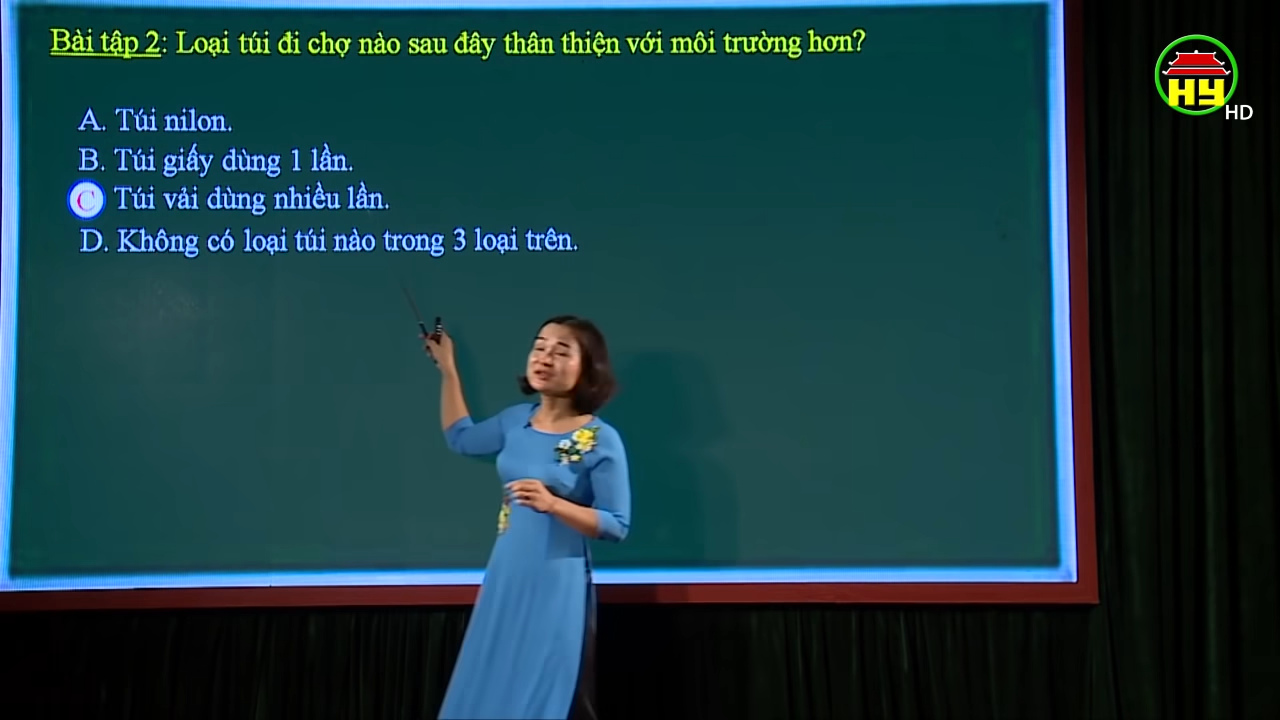 Bài tập 2: Loại túi đi chợ nào sau đây thân thiện với môi trường hơn?
A. Túi nilon.
B. Túi giấy dùng 1 lần.
C Túi vải dùng nhiều lần.
D. Không có loại túi nào trong 3 loại trên.
HY
HD